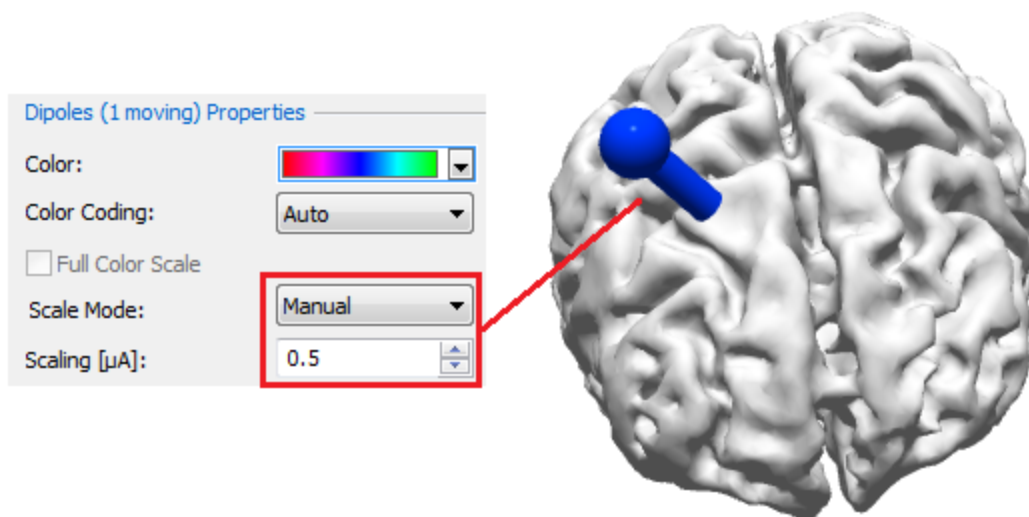 Dipoles (1 moving) Properties
Color:
Color Coding: Auto
Full Color Scale
Scale Mode: Manual
Scaling [µA]: 0.5